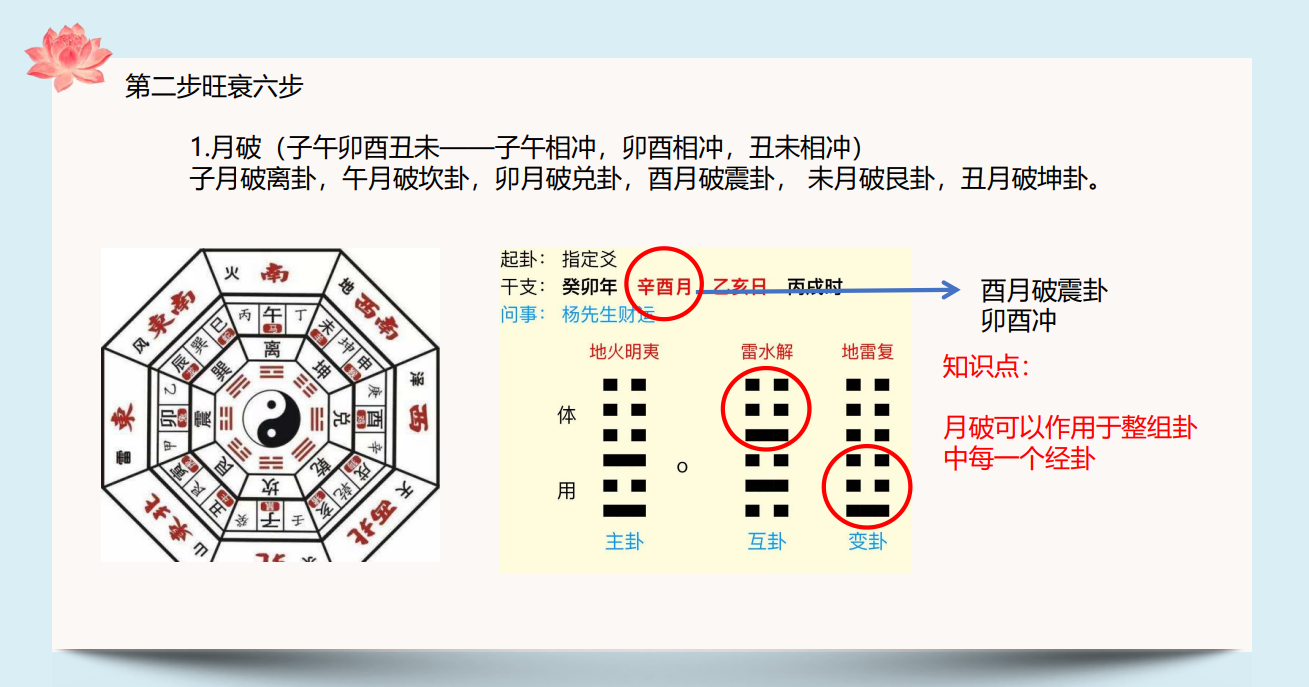 第二步旺衰六步
1.月破（子午卯酉丑未——子午相冲，卯酉相冲，丑未相冲）
子月破离卦，午月破坎卦，卯月破兑卦，酉月破震卦， 未月破艮卦，丑月破坤卦。
火 南
地 西南
泽 西
天 西北
北
山 东北
雷 东
风 东南
丙 午 丁
未 坤 申
庚 酉 辛
戌 乾 亥
壬 子 癸
丑 艮 寅
甲 卯 乙
辰 巽 巳
离
坤
兑
乾
坎
艮
震
巽
起卦： 指定爻
干支： 癸卯年 辛酉月 乙亥日 丙戌时
问事： 杨先生财运
地火明夷 雷水解 地雷复
体
用
o
主卦 互卦 变卦
酉月破震卦
卯酉冲
知识点：
月破可以作用于整组卦
中每一个经卦